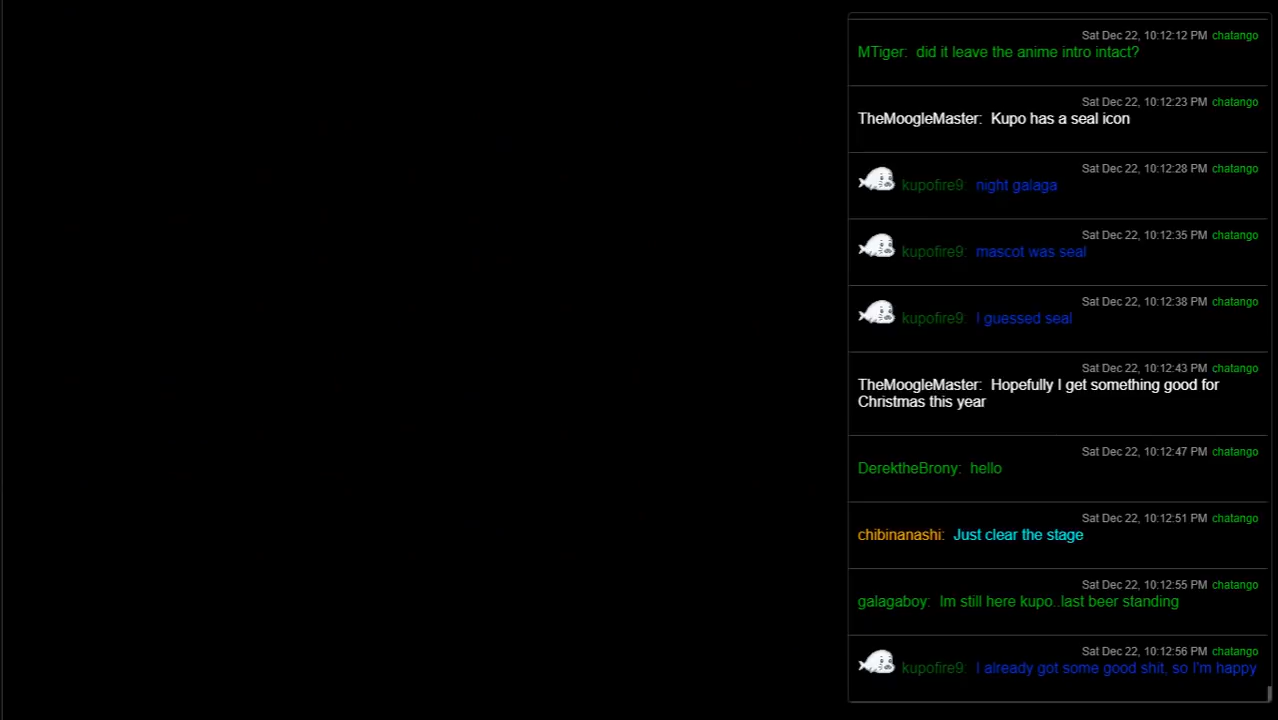 Sat Dec 22, 10:12:12 PM chatango
MTiger: did it leave the anime intro intact?
Sat Dec 22, 10:12:23 PM chatango
TheMoogleMaster: Kupo has a seal icon
Sat Dec 22, 10:12:28 PM chatango
kupofire9: night galaga
Sat Dec 22, 10:12:35 PM chatango
kupofire9: mascot was seal
Sat Dec 22, 10:12:38 PM chatango
kupofire9: I guessed seal
Sat Dec 22, 10:12:43 PM chatango
TheMoogleMaster: Hopefully I get something good for
Christmas this year
Sat Dec 22, 10:12:47 PM chatango
DerektheBrony: hello
Sat Dec 22, 10:12:51 PM chatango
chibinanashi: Just clear the stage
Sat Dec 22, 10:12:55 PM chatango
galagaboy: Im still here kupo..last beer standing
Sat Dec 22, 10:12:56 PM chatango
kupofire9: I already got some good shit, so I'm happy